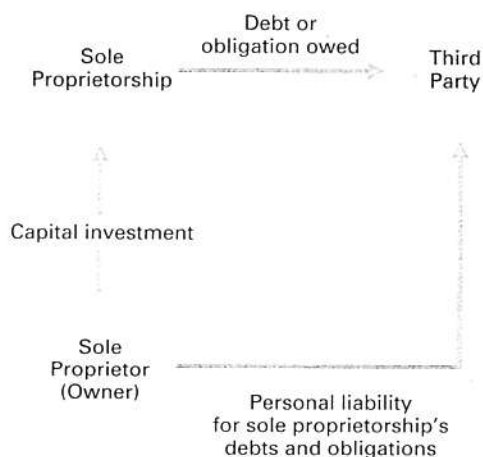 Debt or
obligation owed
Sole
Proprietorship
Third
Party
Capital investment
Sole
Proprietor
(Owner)
Personal liability
for sole proprietorship's
debts and obligations